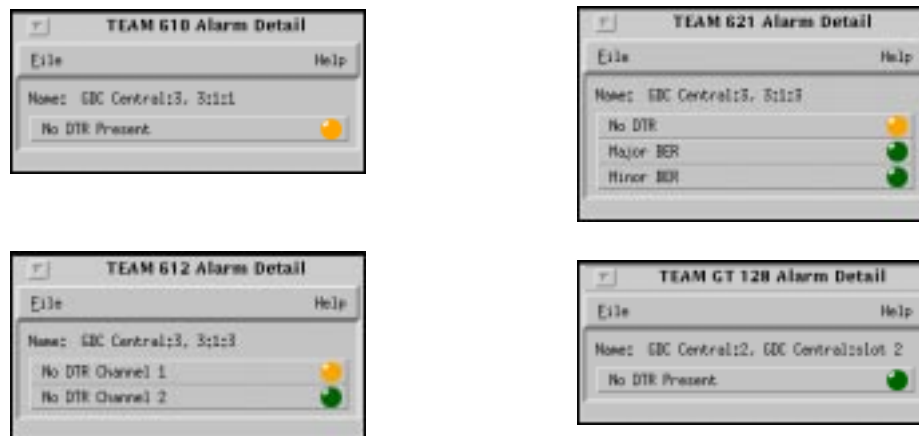 TEAM 610 Alarm Detail
File Help
Name: GDC Central:3, 3:1:1
No DTR Present
TEAM 621 Alarm Detail
File Help
Name: GDC Central:3, 3:1:3
No DTR
Major BER
Minor BER
TEAM 612 Alarm Detail
File Help
Name: GDC Central:3, 3:1:3
No DTR Channel 1
No DTR Channel 2
TEAM GT 128 Alarm Detail
File Help
Name: GDC Central:2, GDC Central:slot 2
No DTR Present